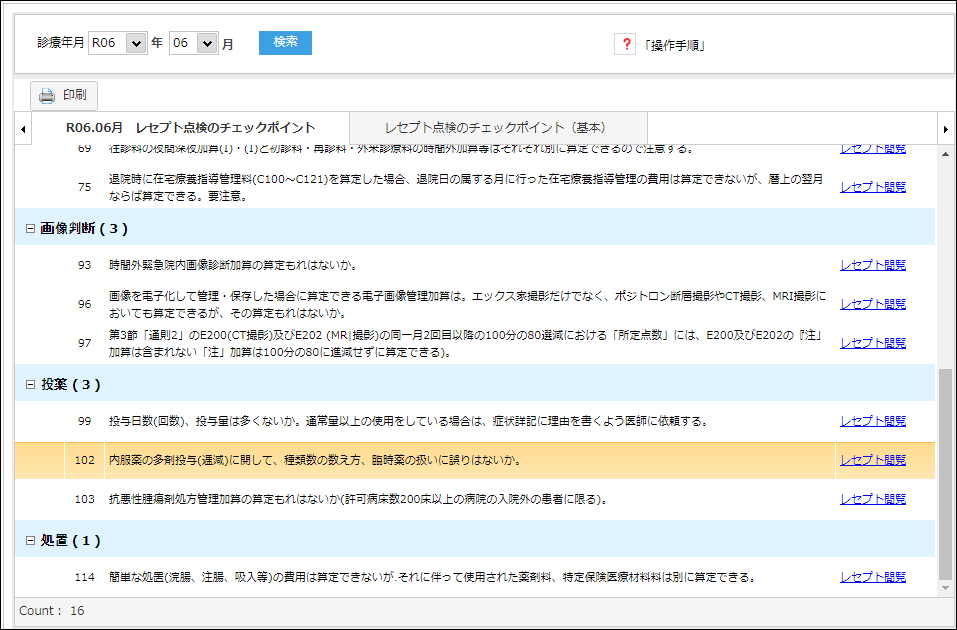 診療年月 R06 年 06 月 検索 ? 「操作手順」
印刷
R06.06月 レセプト点検のチェックポイント レセプト点検のチェックポイント（基本）
69 往診料の夜間深夜加算(Ⅰ)・(Ⅰ)と初診料・再診料・外来診療料の時間外加算等はそれぞれ別に算定できるので注意する。 レセプト閲覧
75 退院時に在宅療養指導管理料(C100～C121)を算定した場合、退院日の属する月に行った在宅療養指導管理の費用は算定できないが、暦上の翌月
ならば算定できる。要注意。 レセプト閲覧
画像判断 ( 3 )
93 時間外緊急院内画像診断加算の算定もれはないか。 レセプト閲覧
96 画像を電子化して管理・保存した場合に算定できる電子画像管理加算は。エックス家撮影だけでなく、ポジトロン断層撮影やCT撮影、MRI撮影に
おいても算定できるが、その算定もれはないか。 レセプト閲覧
97 第3節「通則2」のE200(CT撮影)及びE202 (MR|撮影)の同一月2回目以降の100分の80選減における「所定点数」には、E200及びE202の『注」
加算は含まれない「注」加算は100分の80に進減せずに算定できる)。 レセプト閲覧
投薬 ( 3 )
99 投与日数(回数)、投与量は多くないか。通常量以上の使用をしている場合は、症状詳記に理由を書くよう医師に依頼する。 レセプト閲覧
102 内服薬の多剤投与(逓減)に関して、種類数の数え方、臨時薬の扱いに誤りはないか。 レセプト閲覧
103 抗悪性腫瘍剤処方管理加算の算定もれはないか(許可病床数200床以上の病院の入院外の患者に限る)。 レセプト閲覧
処置 ( 1 )
114 簡単な処置(浣腸、注腸、吸入等)の費用は算定できないが.それに伴って使用された薬剤料、特定保険医療材料料は別に算定できる。 レセプト閲覧
Count : 16